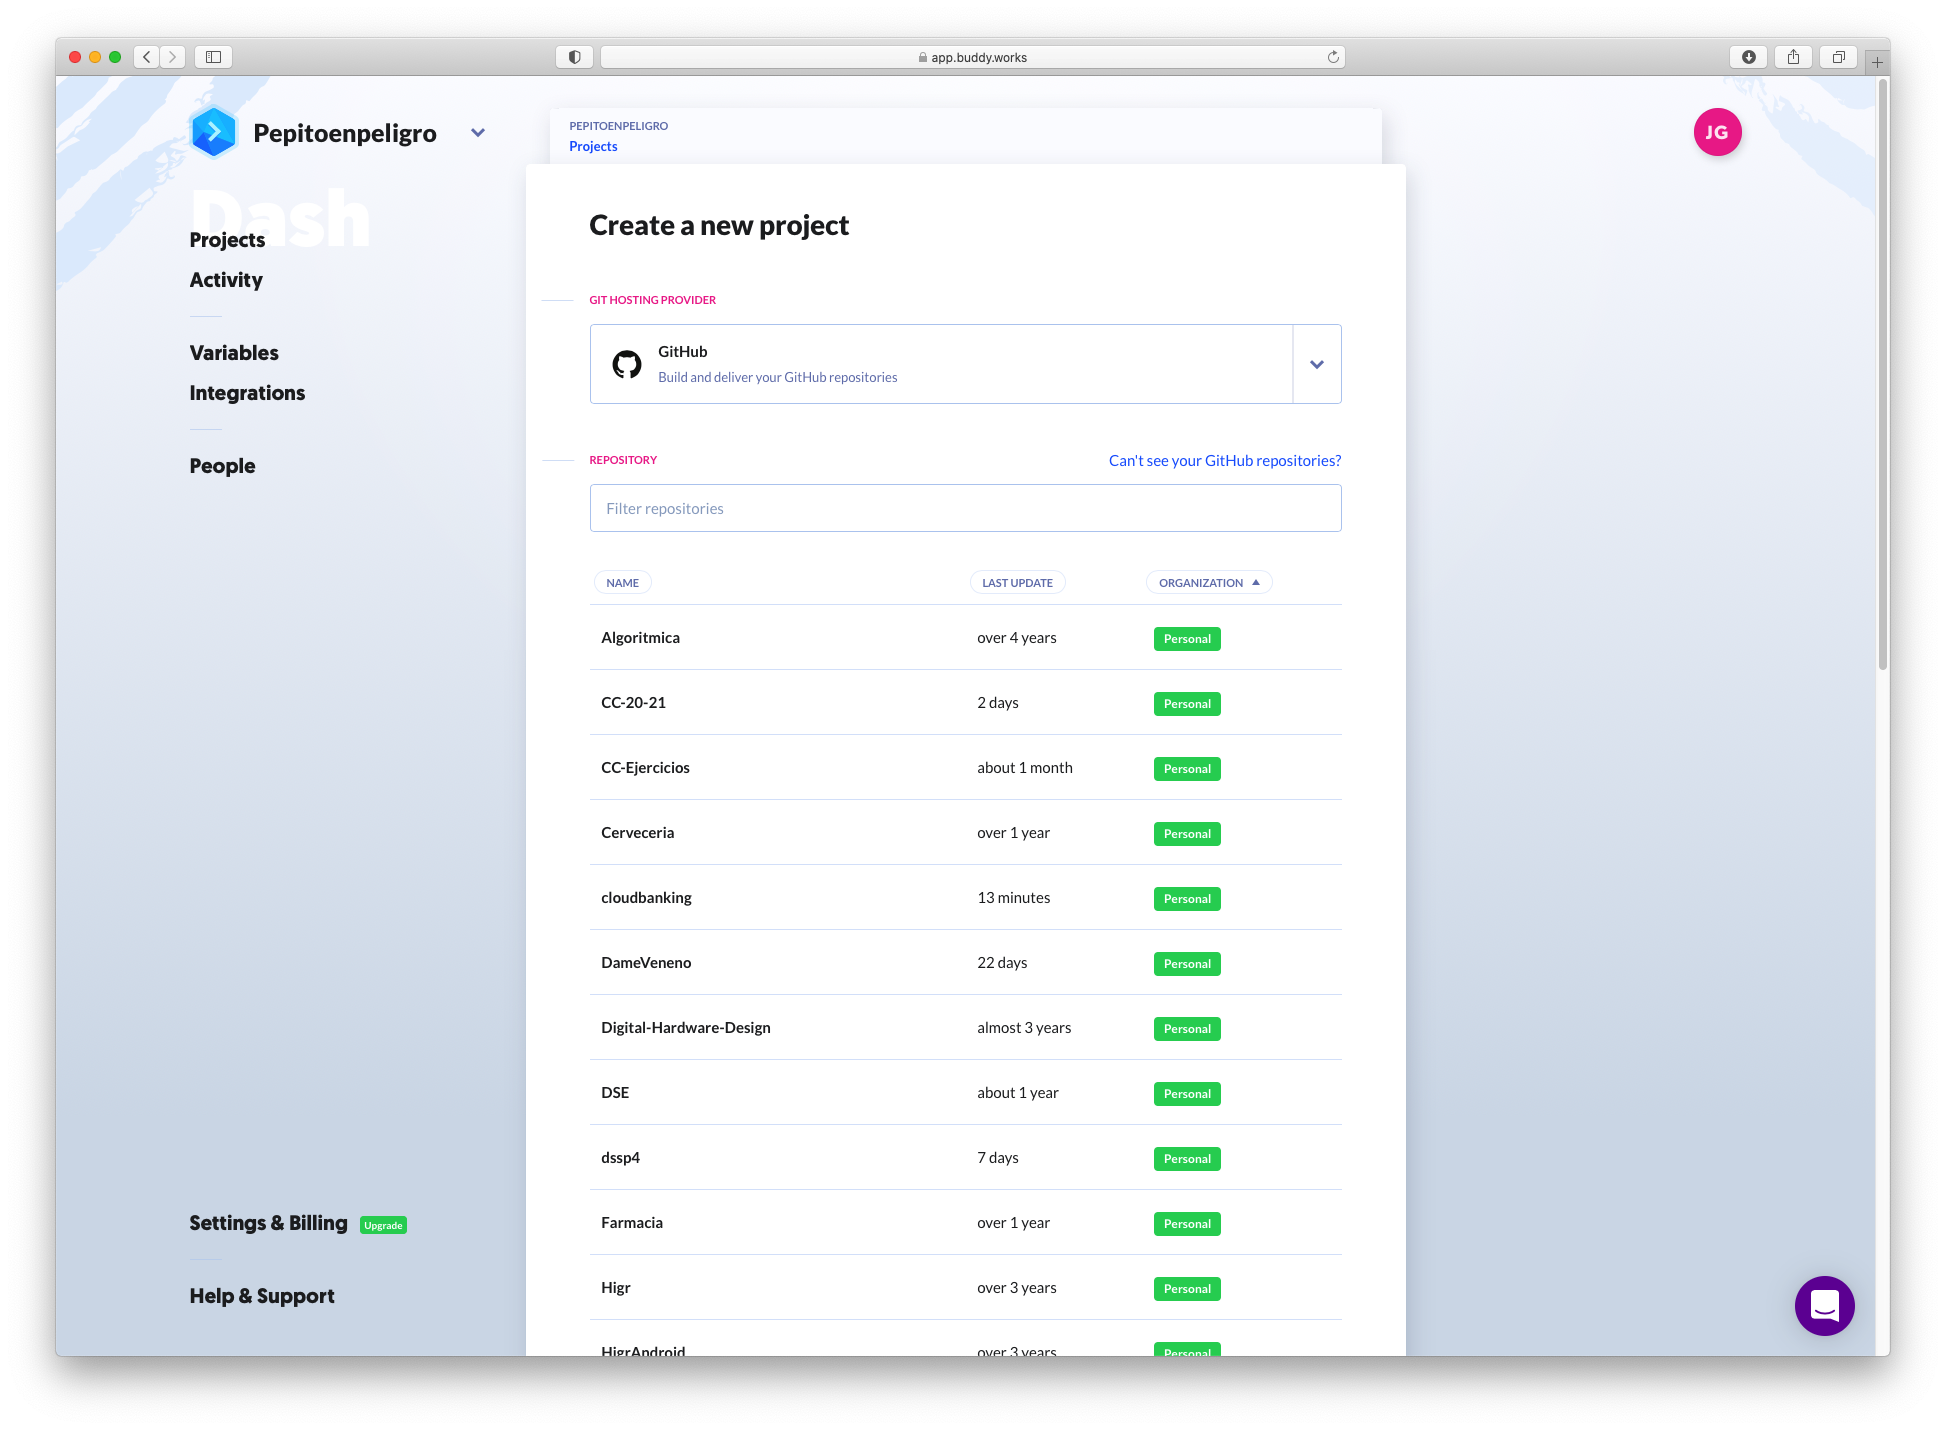 app.buddy.works
Pepitoenpeligro
PEPITOENPELIGRO
Projects
JG
Dash
Projects
Activity
Variables
Integrations
People
Settings & Billing Upgrade
Help & Support
Create a new project
GIT HOSTING PROVIDER
GitHub
Build and deliver your GitHub repositories
REPOSITORY Can't see your GitHub repositories?
Filter repositories
NAME LAST UPDATE ORGANIZATION
Algoritmica over 4 years Personal
CC-20-21 2 days Personal
CC-Ejercicios about 1 month Personal
Cerveceria over 1 year Personal
cloudbanking 13 minutes Personal
DameVeneno 22 days Personal
Digital-Hardware-Design almost 3 years Personal
DSE about 1 year Personal
dssp4 7 days Personal
Farmacia over 1 year Personal
Higr over 3 years Personal
HigrAndroid over 3 years Personal